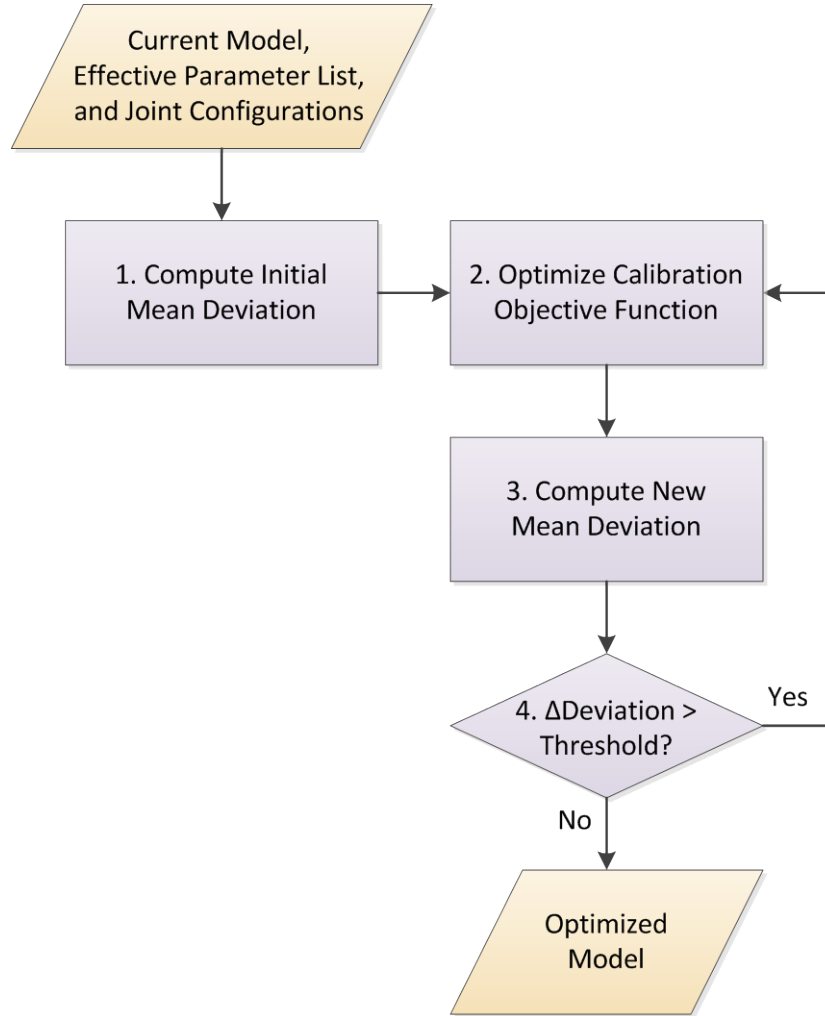 Current Model,
Effective Parameter List,
and Joint Configurations
1. Compute Initial
Mean Deviation
2. Optimize Calibration
Objective Function
3. Compute New
Mean Deviation
4. ΔDeviation >
Threshold?
Yes
No
Optimized
Model